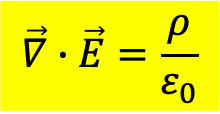 ∇⃗ · E⃗ = ρ / ε₀